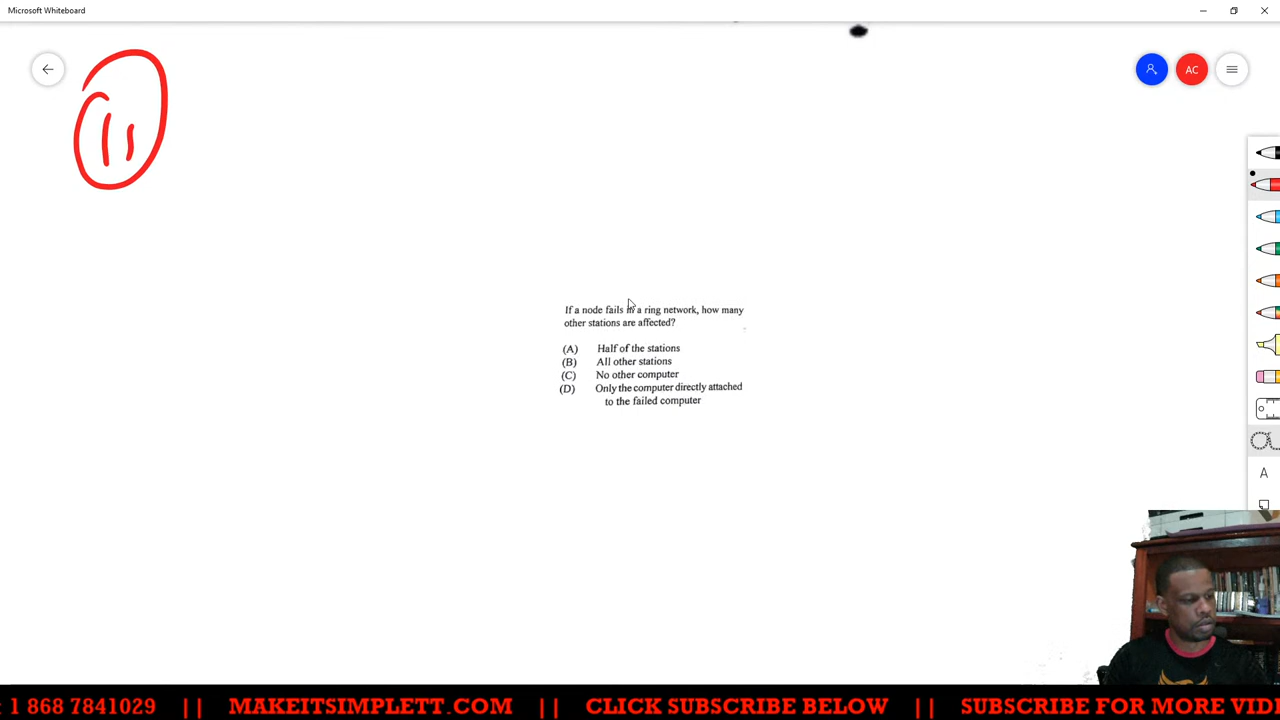 Microsoft Whiteboard
11
AC
If a node fails in a ring network, how many
other stations are affected?
(A) Half of the stations
(B) All other stations
(C) No other computer
(D) Only the computer directly attached
to the failed computer
A
1 868 7841029 || MAKEITSIMPLETT.COM || CLICK SUBSCRIBE BELOW || SUBSCRIBE FOR MORE